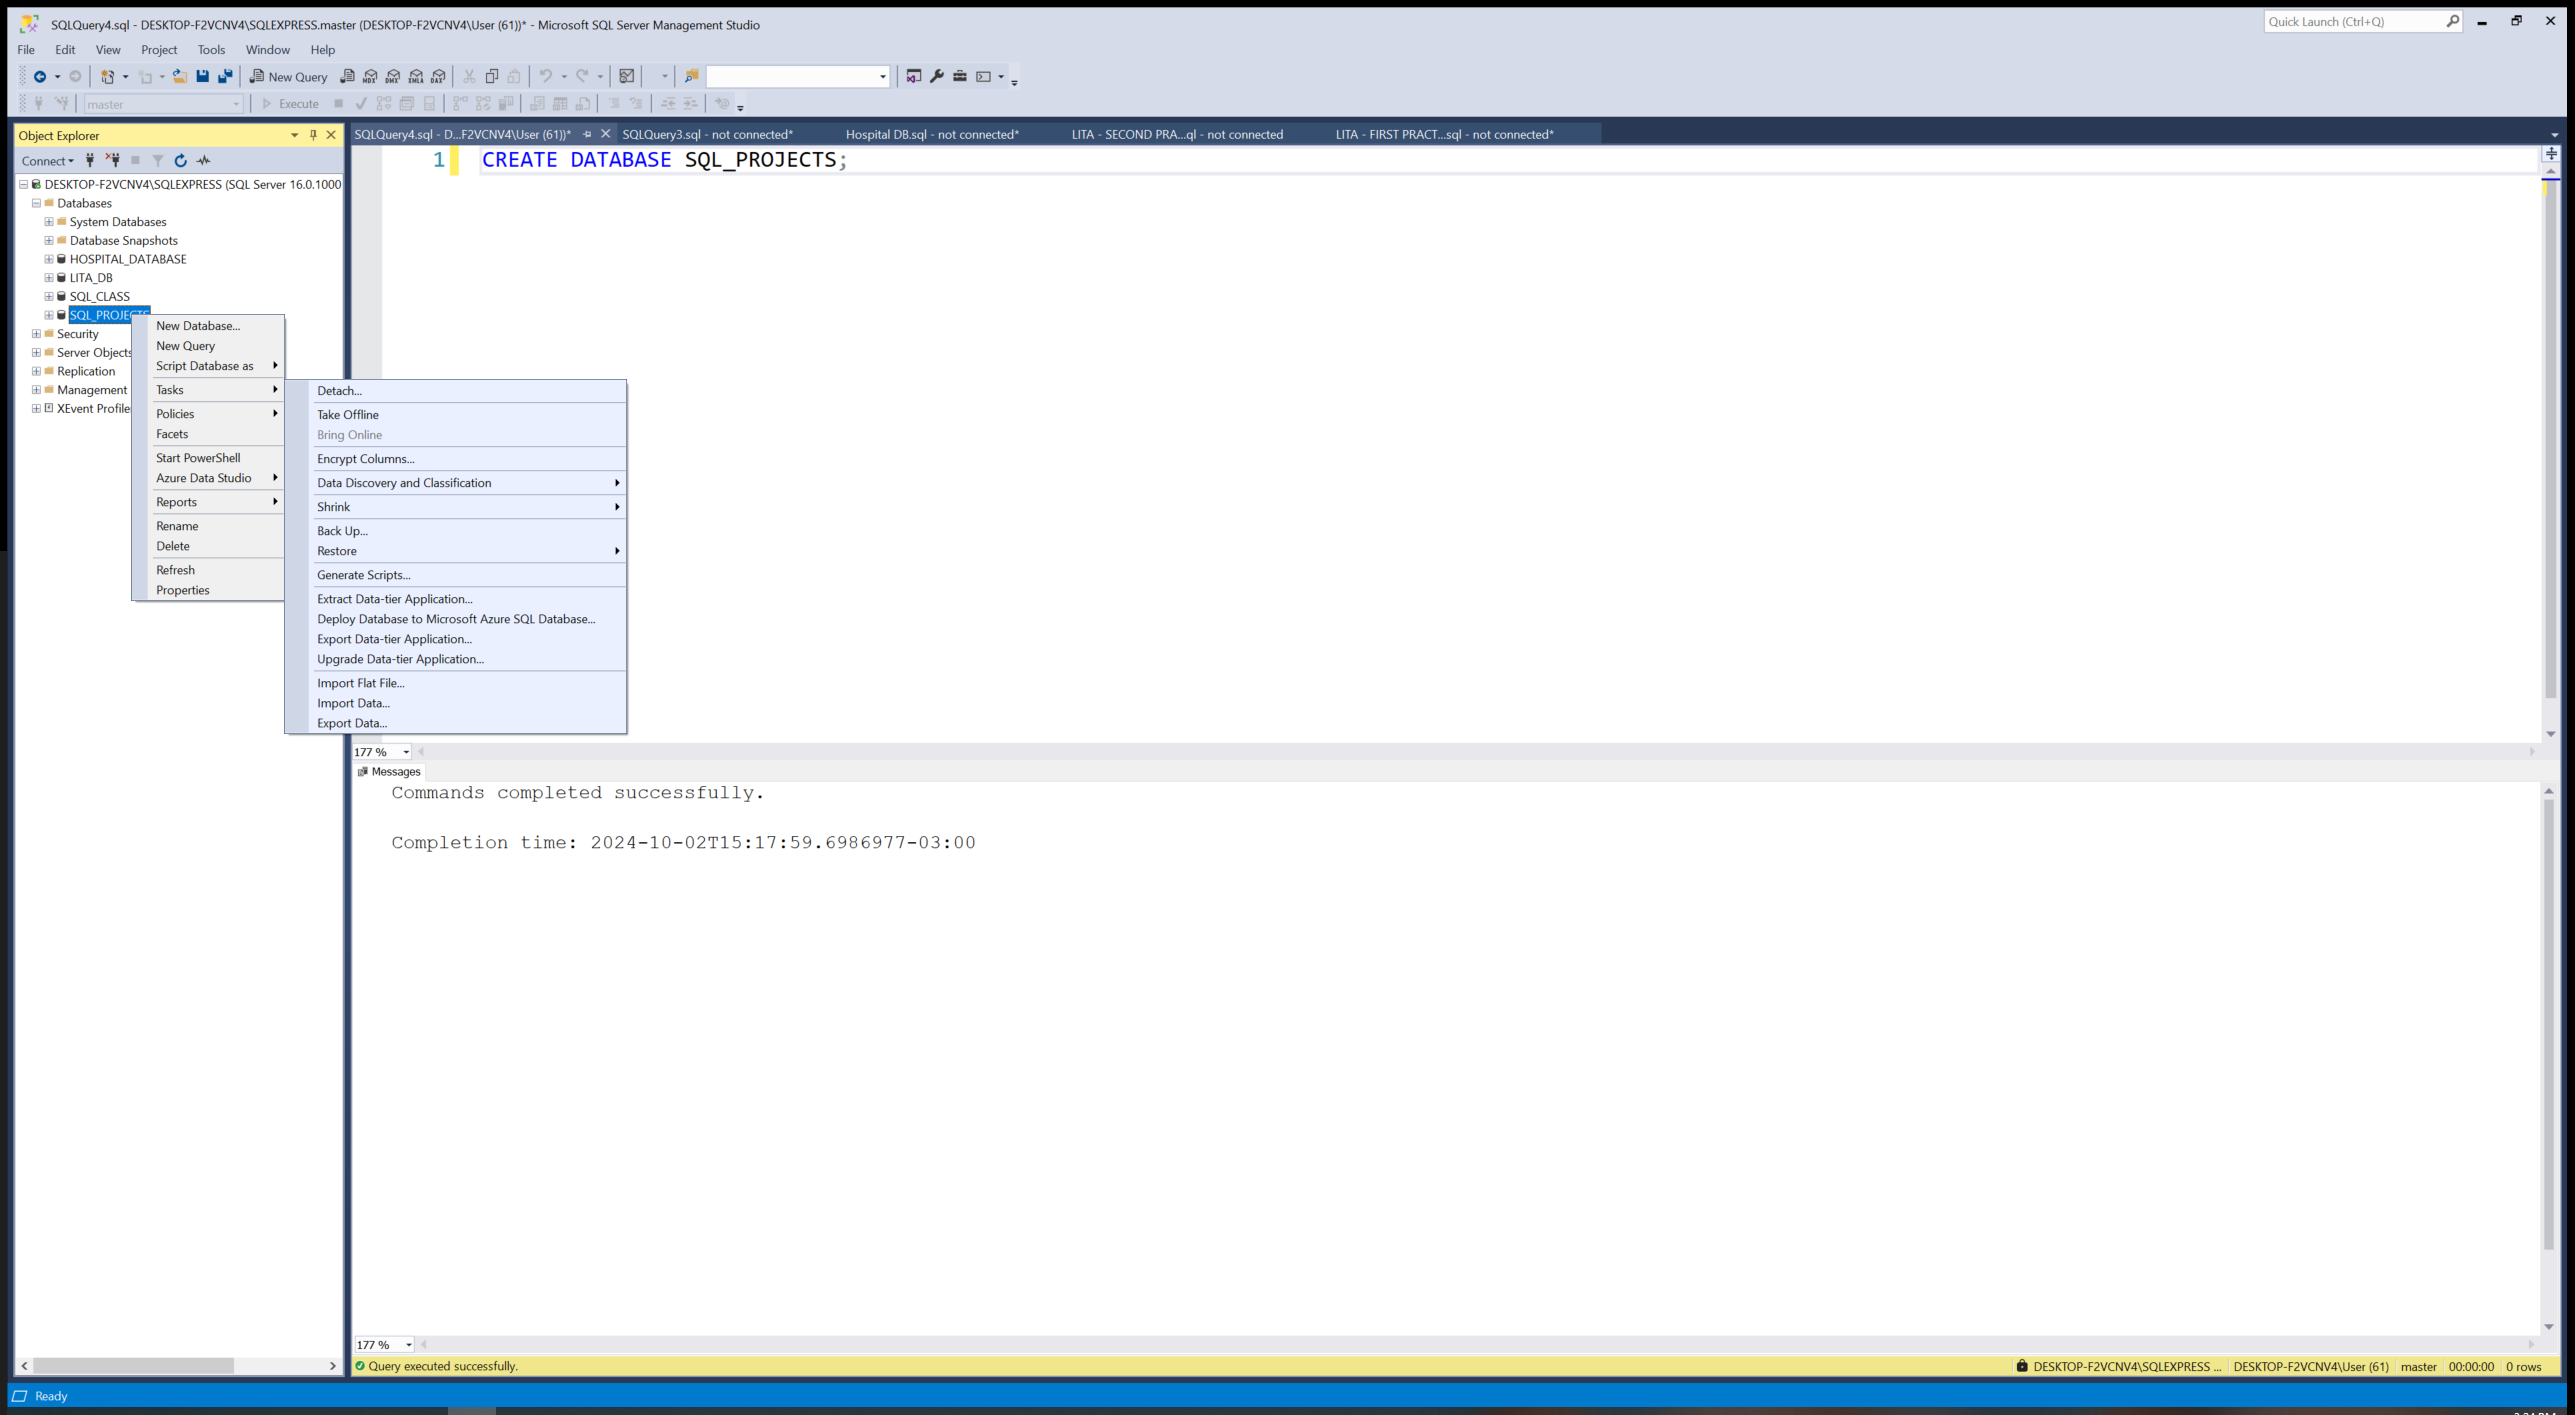 SQLQuery4.sql - DESKTOP-F2VCNV4\SQLEXPRESS.master (DESKTOP-F2VCNV4\User (61))* - Microsoft SQL Server Management Studio
Quick Launch (Ctrl+Q)
File Edit View Project Tools Window Help
New Query MDX DMX XMLA DAX
master Execute
Object Explorer
SQLQuery4.sql - D...F2VCNV4\User (61))* SQLQuery3.sql - not connected* Hospital DB.sql - not connected* LITA - SECOND PRA...ql - not connected LITA - FIRST PRACT...sql - not connected*
Connect
1 CREATE DATABASE SQL_PROJECTS;
DESKTOP-F2VCNV4\SQLEXPRESS (SQL Server 16.0.1000
Databases
System Databases
Database Snapshots
HOSPITAL_DATABASE
LITA_DB
SQL_CLASS
SQL_PROJECTS
Security
Server Objects
Replication
Management
XEvent Profile
New Database...
New Query
Script Database as
Tasks
Policies
Facets
Start PowerShell
Azure Data Studio
Reports
Rename
Delete
Refresh
Properties
Detach...
Take Offline
Bring Online
Encrypt Columns...
Data Discovery and Classification
Shrink
Back Up...
Restore
Generate Scripts...
Extract Data-tier Application...
Deploy Database to Microsoft Azure SQL Database...
Export Data-tier Application...
Upgrade Data-tier Application...
Import Flat File...
Import Data...
Export Data...
177 %
Messages
Commands completed successfully.
Completion time: 2024-10-02T15:17:59.6986977-03:00
177 %
Query executed successfully. DESKTOP-F2VCNV4\SQLEXPRESS ... DESKTOP-F2VCNV4\User (61) master 00:00:00 0 rows
Ready